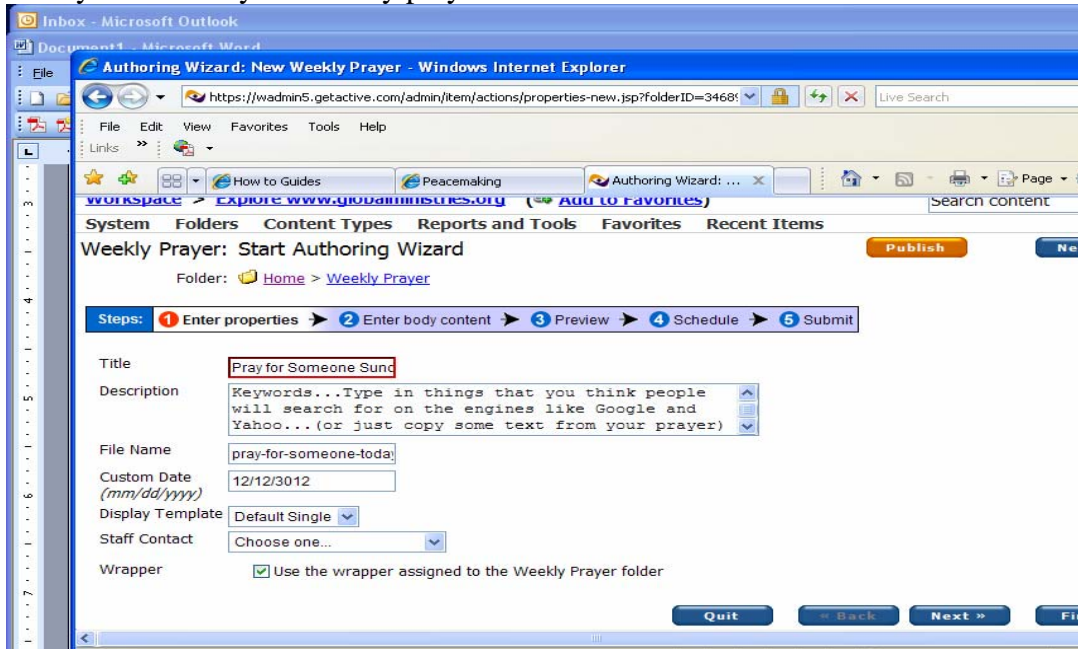 Inbox - Microsoft Outlook
Document1 - Microsoft Word
Authoring Wizard: New Weekly Prayer - Windows Internet Explorer
File
https://wadmin5.getactive.com/admin/item/actions/properties-new.jsp?folderID=3468
Live Search
File Edit View Favorites Tools Help
Links »
How to Guides
Peacemaking
Authoring Wizard: ...
Page
Workspace > Explore www.globalministries.org (Add to Favorites)
Search content
System Folders Content Types Reports and Tools Favorites Recent Items
Weekly Prayer: Start Authoring Wizard
Publish
Folder: Home > Weekly Prayer
Steps: 1 Enter properties 2 Enter body content 3 Preview 4 Schedule 5 Submit
Title
Pray for Someone Sund
Description
Keywords...Type in things that you think people
will search for on the engines like Google and
Yahoo...(or just copy some text from your prayer)
File Name
pray-for-someone-today
Custom Date
12/12/3012
(mm/dd/yyyy)
Display Template
Default Single
Staff Contact
Choose one...
Wrapper
Use the wrapper assigned to the Weekly Prayer folder
Quit
« Back
Next »